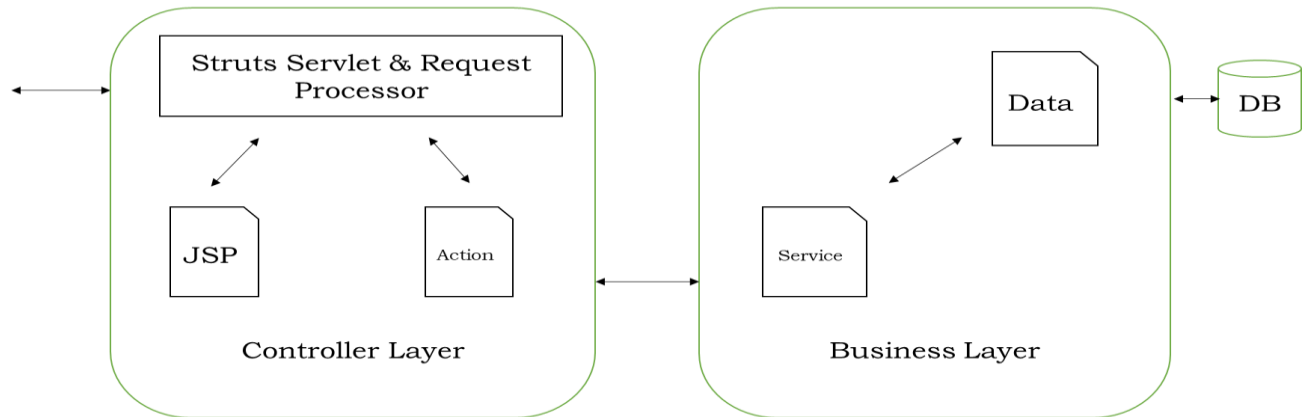 Struts Servlet & Request
Processor
JSP
Action
Controller Layer
Data
Service
Business Layer
DB